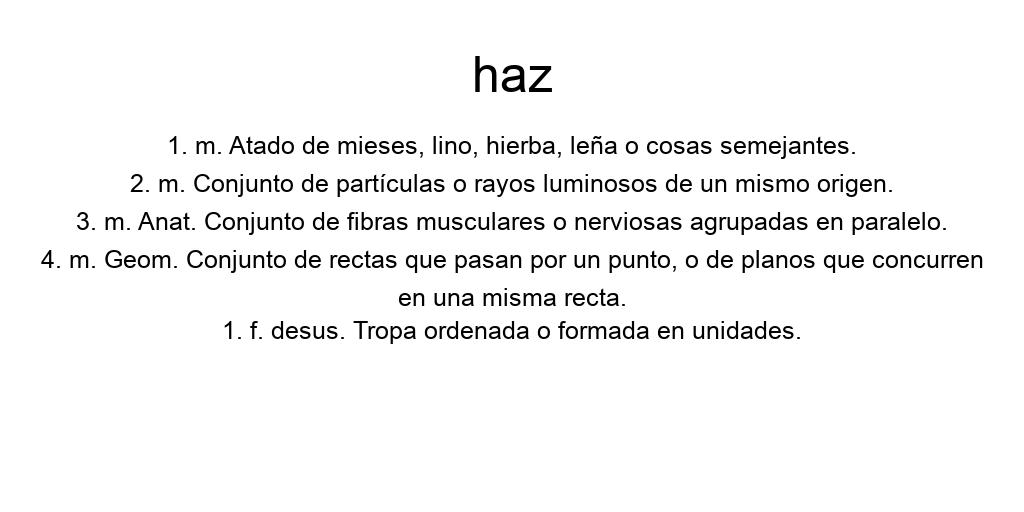 haz
1. m. Atado de mieses, lino, hierba, leña o cosas semejantes.
2. m. Conjunto de partículas o rayos luminosos de un mismo origen.
3. m. Anat. Conjunto de fibras musculares o nerviosas agrupadas en paralelo.
4. m. Geom. Conjunto de rectas que pasan por un punto, o de planos que concurren
en una misma recta.
1. f. desus. Tropa ordenada o formada en unidades.